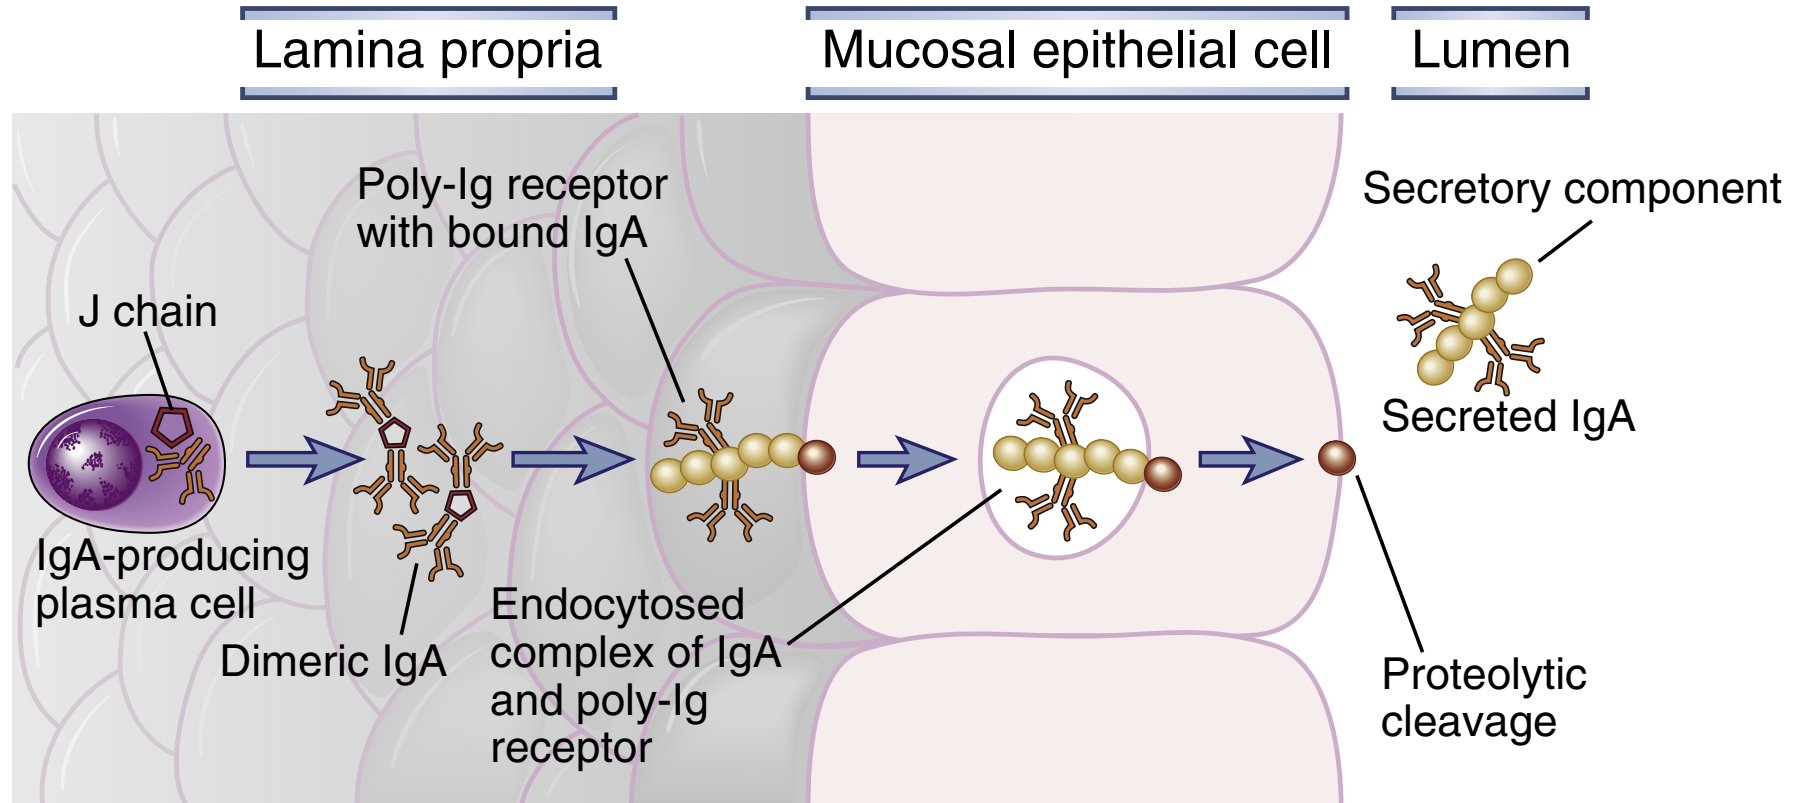 Lamina propria
Mucosal epithelial cell
Lumen
Poly-Ig receptor
with bound IgA
Secretory component
J chain
Secreted IgA
IgA-producing
plasma cell
Dimeric IgA
Endocytosed
complex of IgA
and poly-Ig
receptor
Proteolytic
cleavage